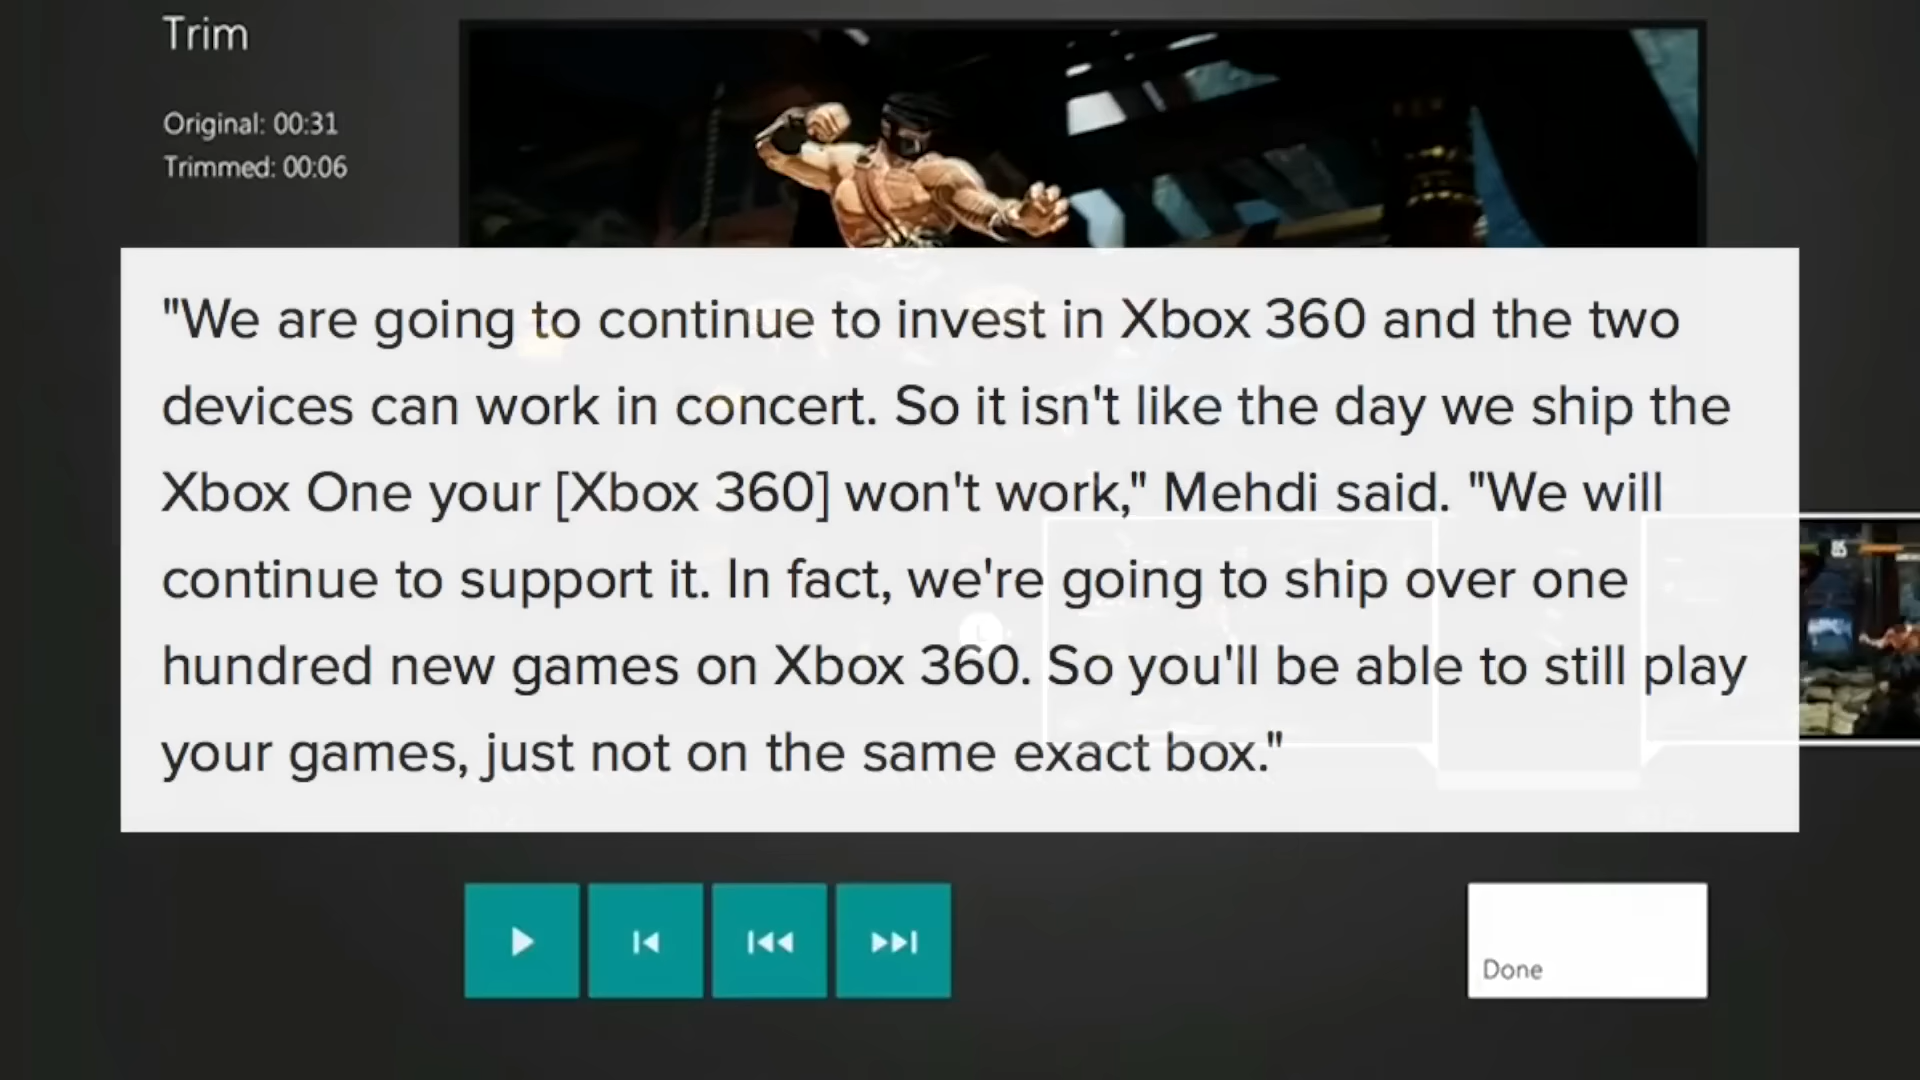 Trim
Original: 00:31
Trimmed: 00:06
"We are going to continue to invest in Xbox 360 and the two
devices can work in concert. So it isn't like the day we ship the
Xbox One your [Xbox 360] won't work," Mehdi said. "We will
continue to support it. In fact, we're going to ship over one
hundred new games on Xbox 360. So you'll be able to still play
your games, just not on the same exact box."
Done